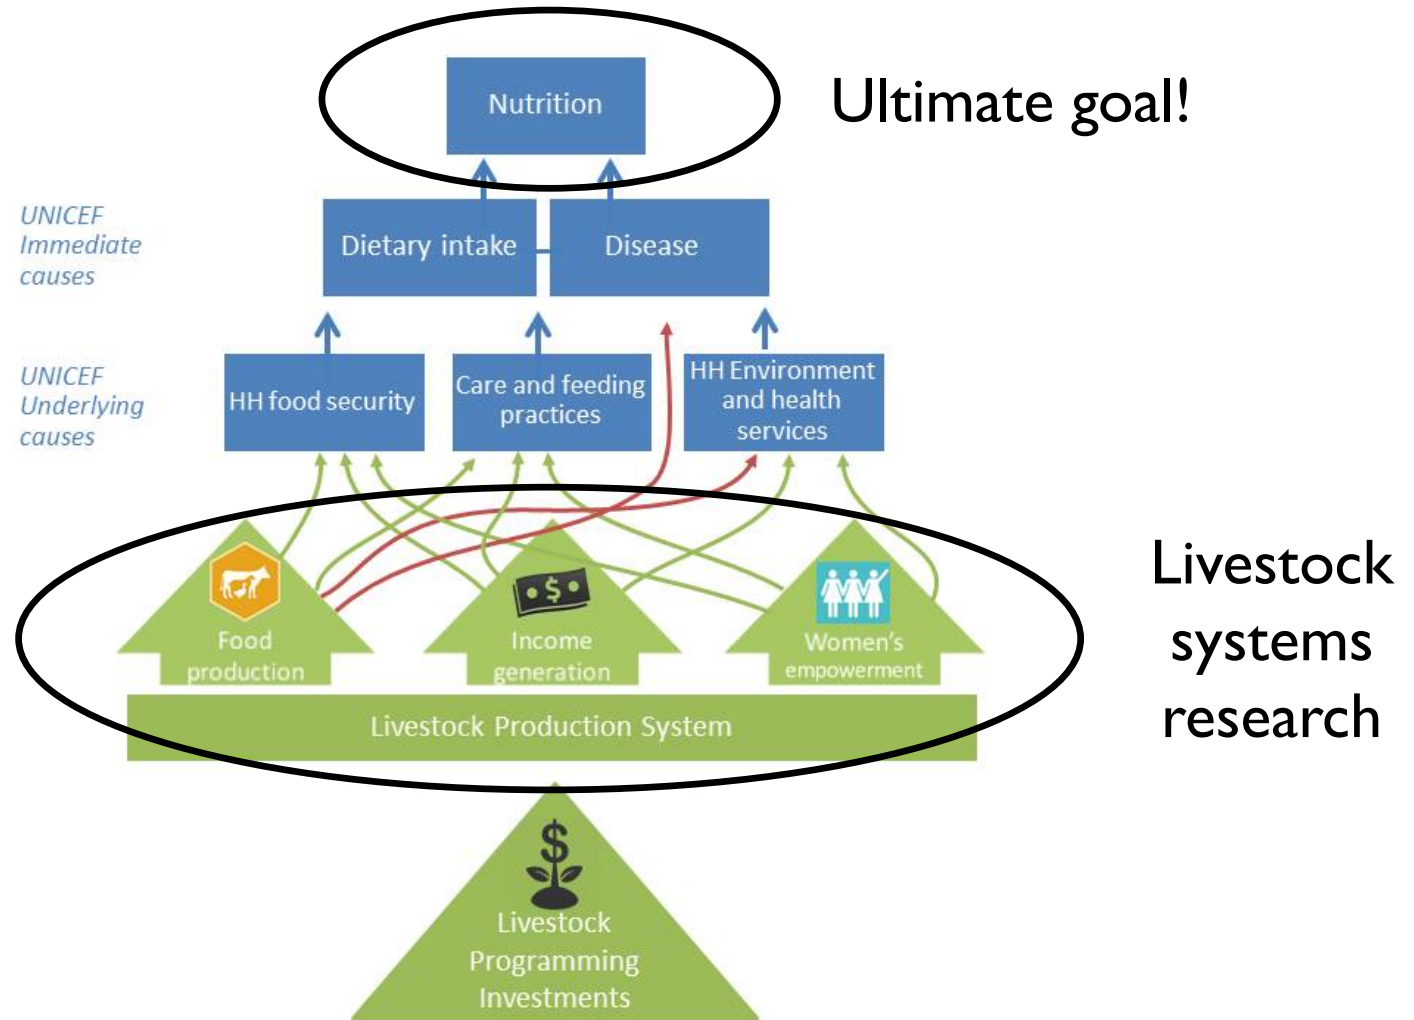 Nutrition
Ultimate goal!
UNICEF
Immediate
causes
Dietary intake
Disease
UNICEF
Underlying
causes
HH food security
Care and feeding
practices
HH Environment
and health
services
$
Food
production
Income
generation
Women's
empowerment
Livestock
systems
research
Livestock Production System
$
Livestock
Programming
Investments